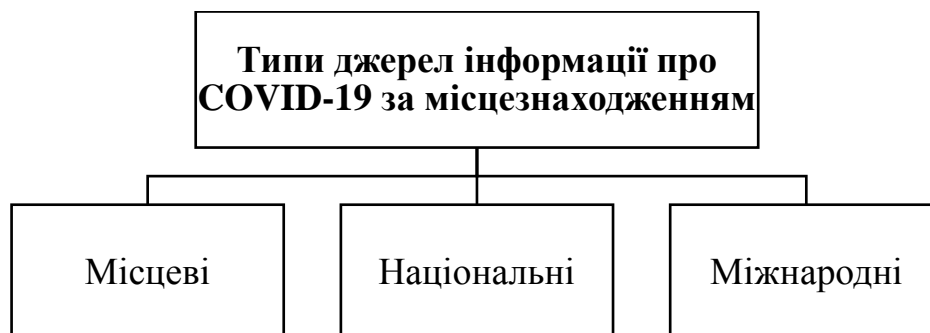 Типи джерел інформації про
COVID-19 за місцезнаходженням
Місцеві
Національні
Міжнародні